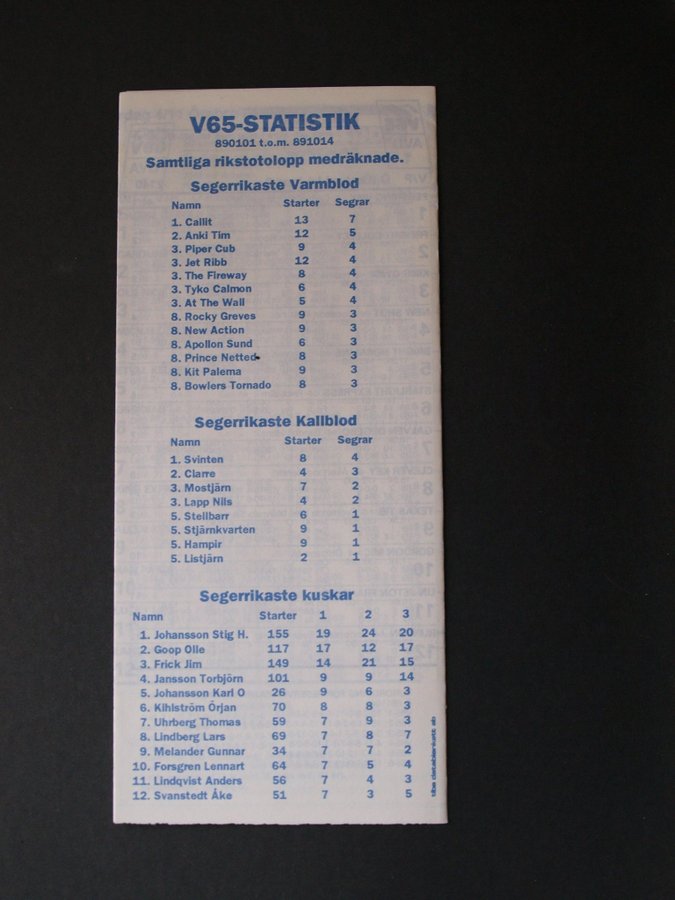 V65-STATISTIK
890101 t.o.m. 891014
Samtliga rikstotolopp medräknade.
Segerrikaste Varmblod
Namn Starter Segrar
1. Callit 13 7
2. Anki Tim 12 5
3. Piper Cub 9 4
3. Jet Ribb 12 4
3. The Fireway 8 4
3. Tyko Calmon 6 4
3. At The Wall 5 4
8. Rocky Greves 9 3
8. New Action 9 3
8. Apollon Sund 6 3
8. Prince Netted 8 3
8. Kit Palema 9 3
8. Bowlers Tornado 8 3
Segerrikaste Kallblod
Namn Starter Segrar
1. Svinten 8 4
2. Clarre 4 3
3. Mostjärn 7 2
3. Lapp Nils 4 2
5. Stellbarr 6 1
5. Stjärnkvarten 9 1
5. Hampir 9 1
5. Listjärn 2 1
Segerrikaste kuskar
Namn Starter 1 2 3
1. Johansson Stig H. 155 19 24 20
2. Goop Olle 117 17 12 17
3. Frick Jim 149 14 21 15
4. Jansson Torbjörn 101 9 9 14
5. Johansson Karl O 26 9 6 3
6. Kihlström Örjan 70 8 8 3
7. Uhrberg Thomas 59 7 9 3
8. Lindberg Lars 69 7 8 7
9. Melander Gunnar 34 7 7 2
10. Forsgren Lennart 64 7 5 4
11. Lindqvist Anders 56 7 4 3
12. Svanstedt Åke 51 7 3 5
tiba datablankett ab